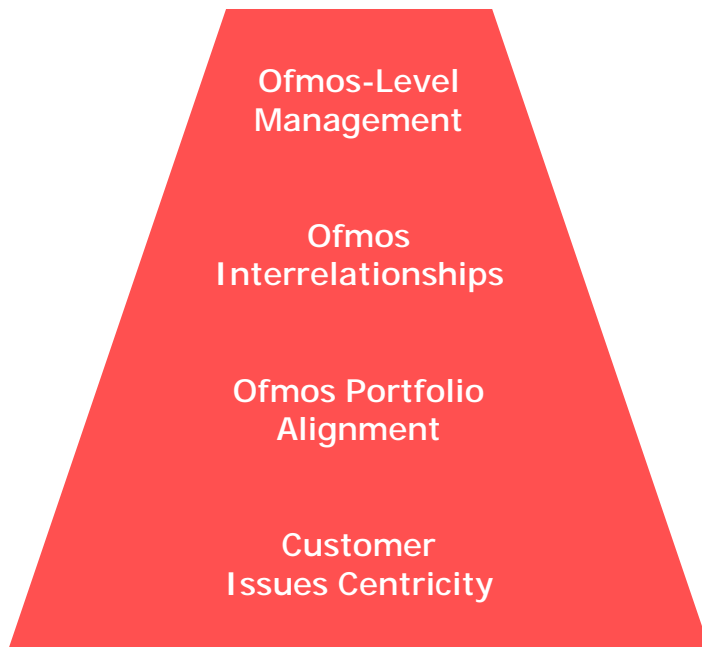 Ofmos-Level
Management
Ofmos
Interrelationships
Ofmos Portfolio
Alignment
Customer
Issues Centricity